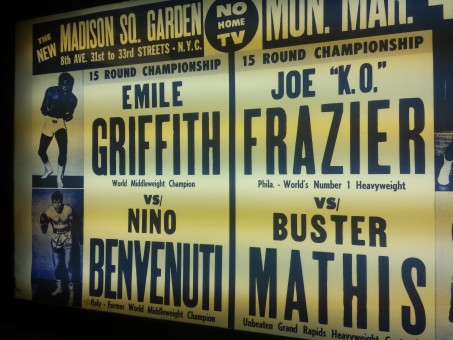 THE NEW MADISON SQ. GARDEN
8th AVE. 31st to 33rd STREETS - N.Y.C.
NO
HOME
TV
MON. MAR.
15 ROUND CHAMPIONSHIP
EMILE
GRIFFITH
World Middleweight Champion
VS/
NINO
BENVENUTI
Italy - Former World Middleweight Champion
15 ROUND CHAMPIONSHIP
JOE "K.O."
FRAZIER
Phila. - World's Number 1 Heavyweight
VS/
BUSTER
MATHIS
Unbeaten Grand Rapids Heavyweight